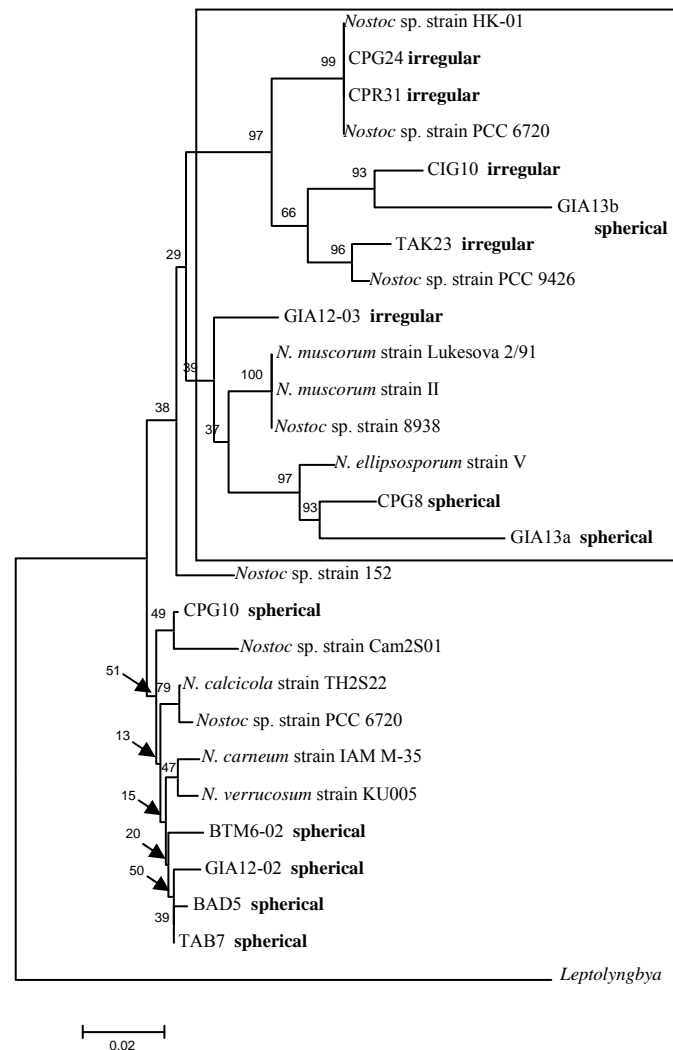 Nostoc sp. strain HK-01
99
CPG24 irregular
CPR31 irregular
97
Nostoc sp. strain PCC 6720
93
CIG10 irregular
66
GIA13b
spherical
96
TAK23 irregular
29
Nostoc sp. strain PCC 9426
GIA12-03 irregular
39
N. muscorum strain Lukesova 2/91
100
N. muscorum strain II
38
37
Nostoc sp. strain 8938
97
N. ellipsosporum strain V
93
CPG8 spherical
GIA13a spherical
Nostoc sp. strain 152
49
CPG10 spherical
Nostoc sp. strain Cam2S01
51
79
N. calcicola strain TH2S22
Nostoc sp. strain PCC 6720
13
N. carneum strain IAM M-35
47
N. verrucosum strain KU005
15
BTM6-02 spherical
20
GIA12-02 spherical
50
BAD5 spherical
39
TAB7 spherical
Leptolyngbya
0.02